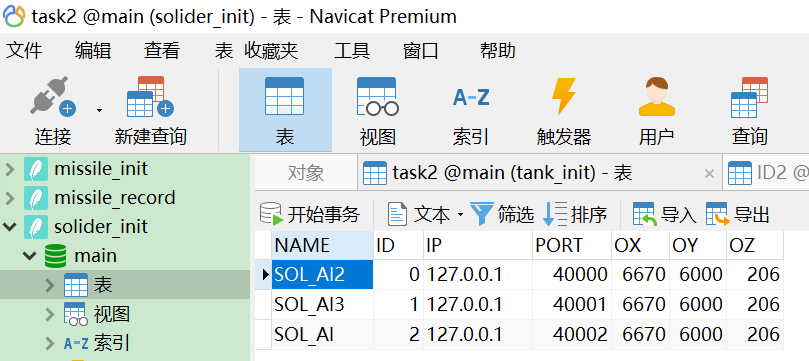 task2 @main (solider_init) - 表 - Navicat Premium
文件 编辑 查看 表 收藏夹 工具 窗口 帮助
连接 新建查询 表 视图 A-Z 索引 触发器 用户 查询
missile_init
missile_record
solider_init
main
表
视图
A-Z 索引
对象 task2 @main (tank_init) - 表 × ID2 @
开始事务 文本 筛选 排序 导入 导出
NAME ID IP PORT OX OY OZ
SOL_AI2 0 127.0.0.1 40000 6670 6000 206
SOL_AI3 1 127.0.0.1 40001 6670 6000 206
SOL_AI 2 127.0.0.1 40002 6670 6000 206